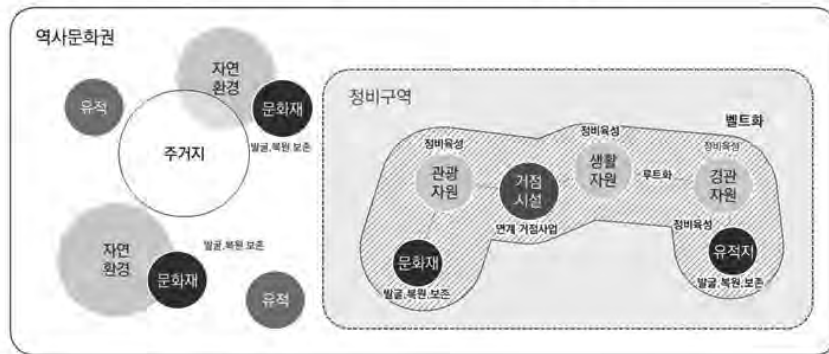 역사문화권
자연
환경
유적
문화재
발굴, 복원, 보존
주거지
자연
환경
발굴, 복원, 보존
문화재
유적
정비구역
벨트화
정비육성
관광
자원
거점
시설
연계 거점사업
정비육성
생활
자원
루트화
정비육성
경관
자원
정비육성
문화재
발굴, 복원, 보존
유적지
발굴, 복원, 보존